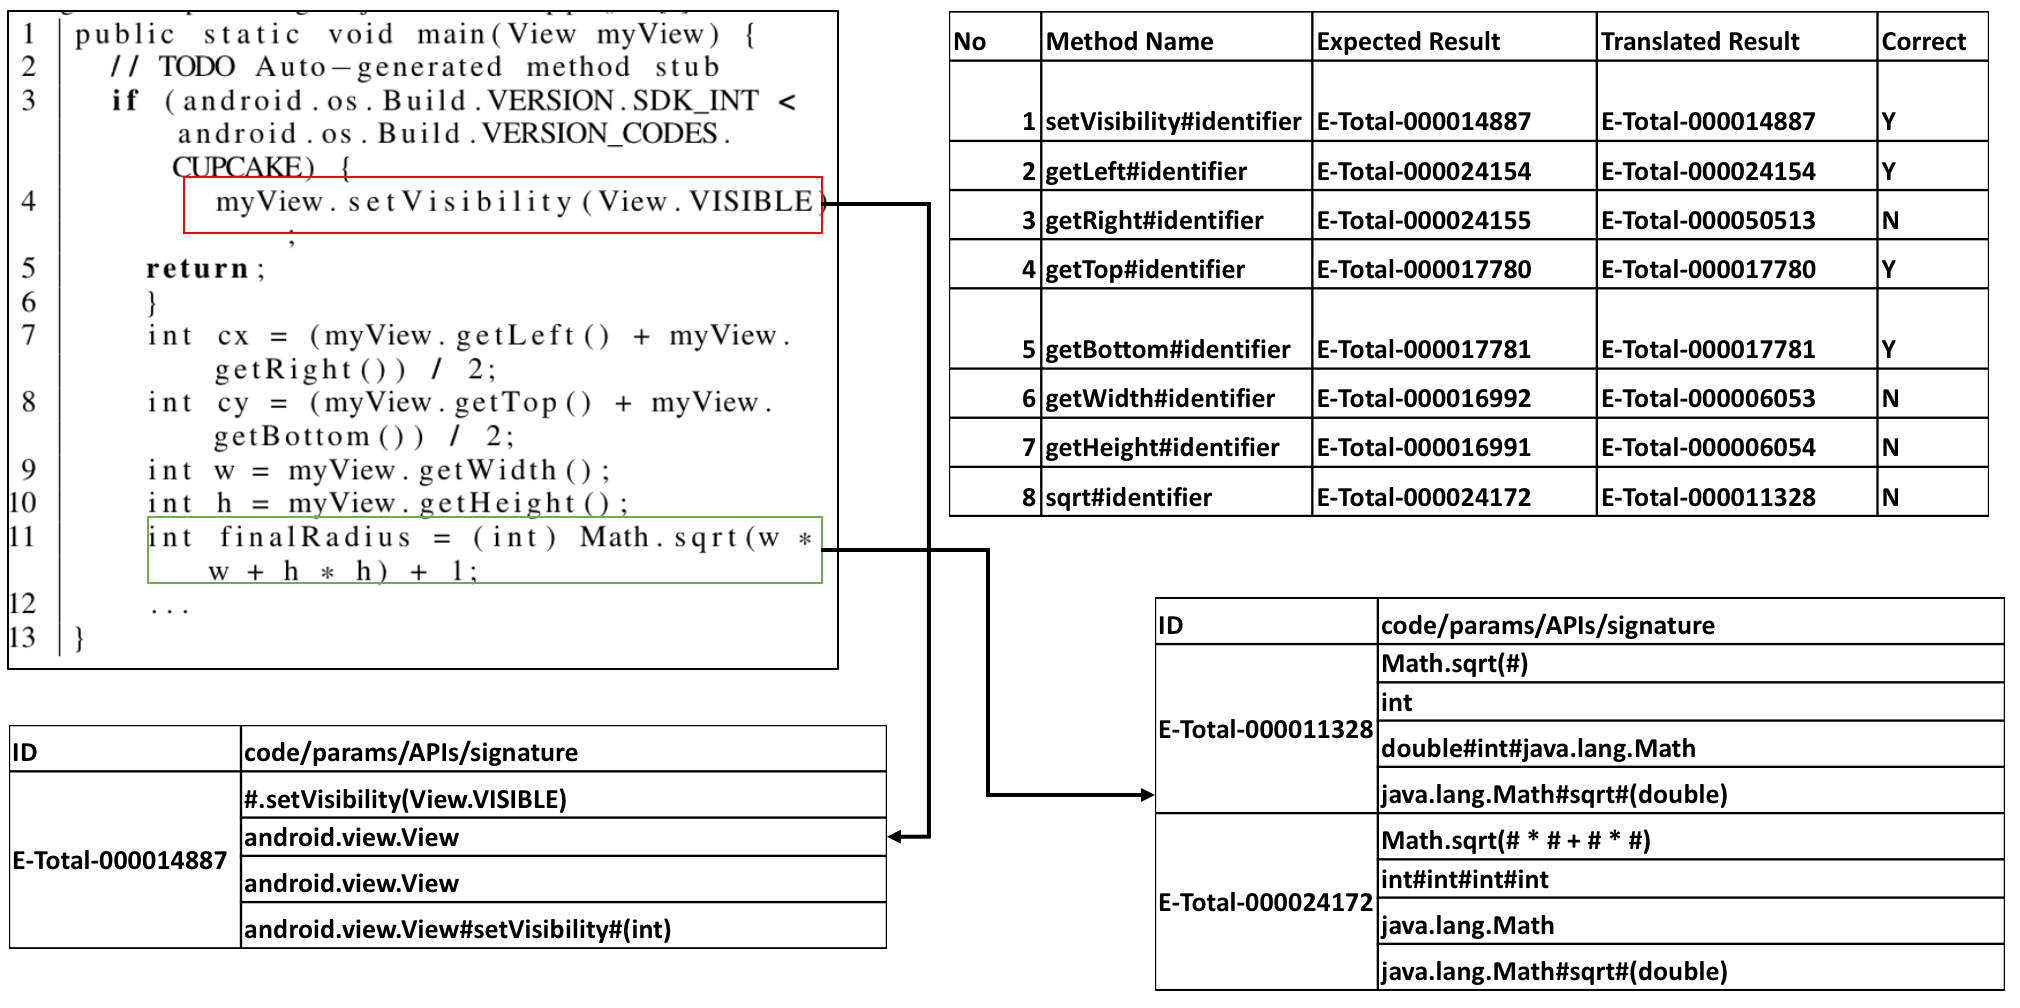 1 public static void main(View myView) {
2 // TODO Auto-generated method stub
3 if (android.os.Build.VERSION.SDK_INT <
android.os.Build.VERSION_CODES.
CUPCAKE) {
4 myView.setVisibility(View.VISIBLE)
;
5 return;
6 }
7 int cx = (myView.getLeft() + myView.
getRight()) / 2;
8 int cy = (myView.getTop() + myView.
getBottom()) / 2;
9 int w = myView.getWidth();
10 int h = myView.getHeight();
11 int finalRadius = (int) Math.sqrt(w *
w + h * h) + 1;
12 ...
13 }
No Method Name Expected Result Translated Result Correct
1 setVisibility#identifier E-Total-000014887 E-Total-000014887 Y
2 getLeft#identifier E-Total-000024154 E-Total-000024154 Y
3 getRight#identifier E-Total-000024155 E-Total-000050513 N
4 getTop#identifier E-Total-000017780 E-Total-000017780 Y
5 getBottom#identifier E-Total-000017781 E-Total-000017781 Y
6 getWidth#identifier E-Total-000016992 E-Total-000006053 N
7 getHeight#identifier E-Total-000016991 E-Total-000006054 N
8 sqrt#identifier E-Total-000024172 E-Total-000011328 N
ID code/params/APIs/signature
E-Total-000014887
#.setVisibility(View.VISIBLE)
android.view.View
android.view.View
android.view.View#setVisibility#(int)
ID code/params/APIs/signature
E-Total-000011328
Math.sqrt(#)
int
double#int#java.lang.Math
java.lang.Math#sqrt#(double)
E-Total-000024172
Math.sqrt(# * # + # * #)
int#int#int#int
java.lang.Math
java.lang.Math#sqrt#(double)